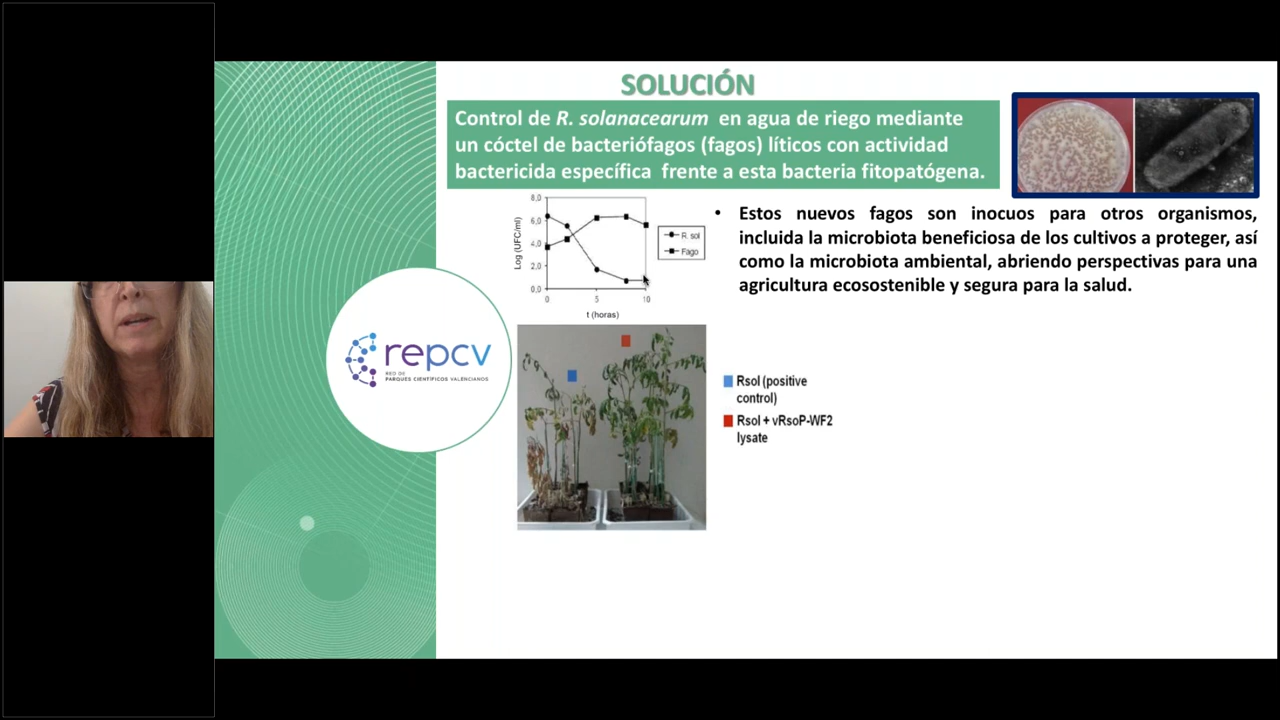 SOLUCIÓN
Control de R. solanacearum en agua de riego mediante
un cóctel de bacteriófagos (fagos) líticos con actividad
bactericida específica frente a esta bacteria fitopatógena.
• Estos nuevos fagos son inocuos para otros organismos,
incluida la microbiota beneficiosa de los cultivos a proteger, así
como la microbiota ambiental, abriendo perspectivas para una
agricultura ecosostenible y segura para la salud.
8,0
6,0
4,0
2,0
0,0
Log (UFC/ml)
0 5 10
t (horas)
R. sol
Fago
repcv
RED DE
PARQUES CIENTÍFICOS VALENCIANOS
Rsol (positive
control)
Rsol + vRsoP-WF2
lysate